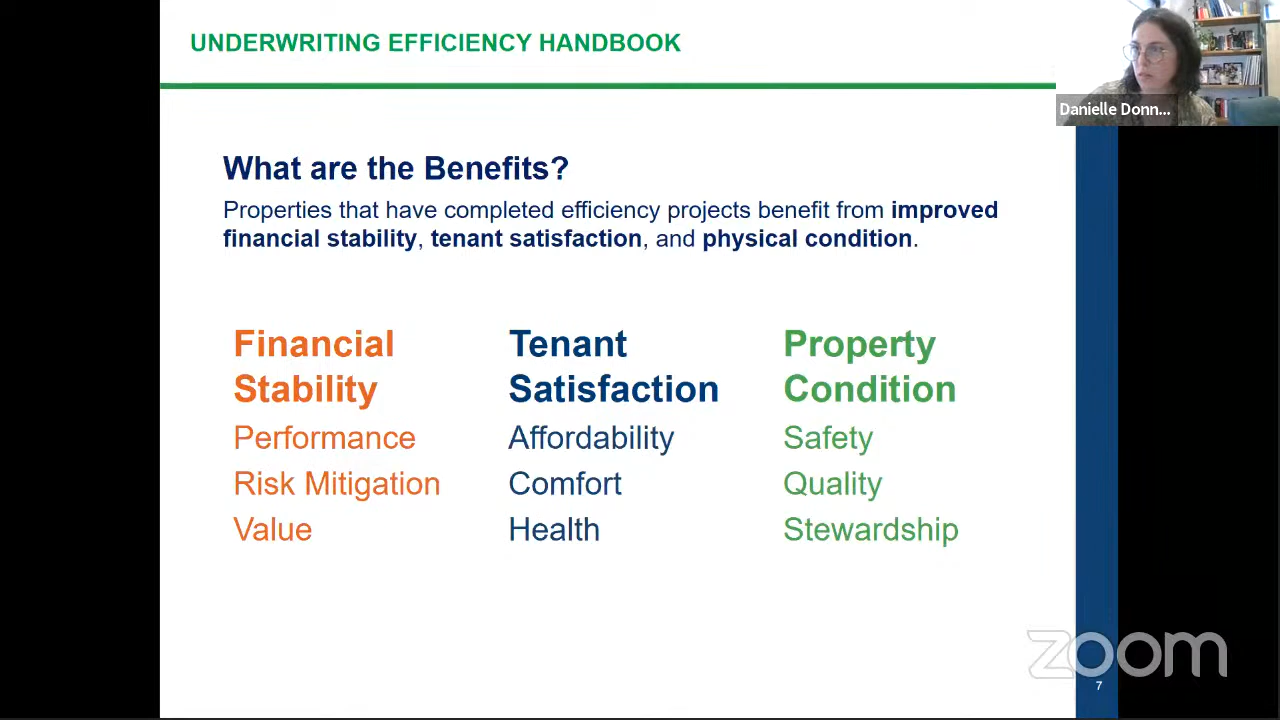 UNDERWRITING EFFICIENCY HANDBOOK
Danielle Donn...
What are the Benefits?
Properties that have completed efficiency projects benefit from improved
financial stability, tenant satisfaction, and physical condition.
Financial
Stability
Performance
Risk Mitigation
Value
Tenant
Satisfaction
Affordability
Comfort
Health
Property
Condition
Safety
Quality
Stewardship
zoom
7